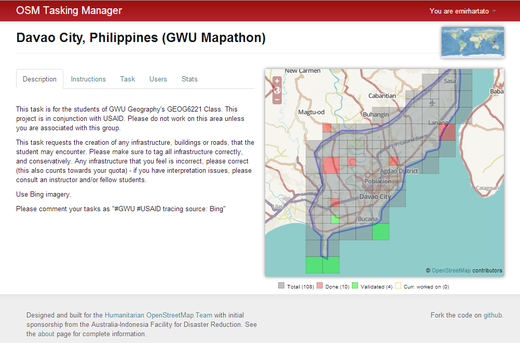 OSM Tasking Manager
You are emirhartato
Davao City, Philippines (GWU Mapathon)
Description Instructions Task Users Stats
This task is for the students of GWU Geography's GEOG6221 Class. This
project is in conjunction with USAID. Please do not work on this area unless
you are associated with this group.
This task requests the creation of any infrastructure, buildings or roads, that the
student may encounter. Please make sure to tag all infrastructure correctly,
and conservatively. Any infrastructure that you feel is incorrect, please correct
(this also counts towards your quota) - if you have interpretation issues, please
consult an instructor and/or fellow students.
Use Bing imagery.
Please comment your tasks as "#GWU #USAID tracing source: Bing"
New Carmen
Sasa
Cabantian
Magtuod
Buhangin
Agdao District
Poblacion
Davao City
Bucana
© OpenStreetMap contributors
Total (108) Done (10) Validated (4) Curr. worked on (0)
Designed and built for the Humanitarian OpenStreetMap Team with initial
sponsorship from the Australia-Indonesia Facility for Disaster Reduction. See
the about page for complete information.
Fork the code on github.